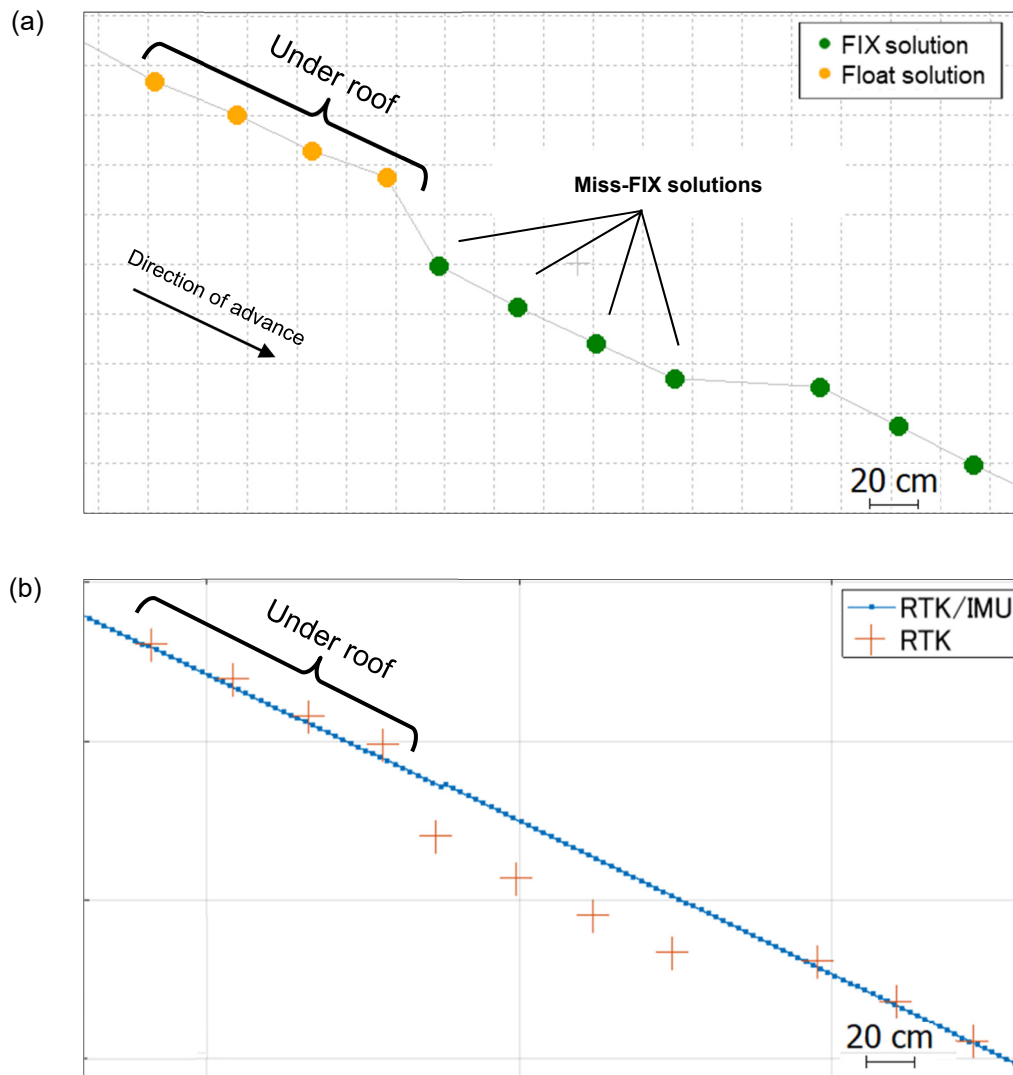 (a)
Under roof
FIX solution
Float solution
Miss-FIX solutions
Direction of advance
20 cm
(b)
Under roof
RTK/IMU
RTK
20 cm